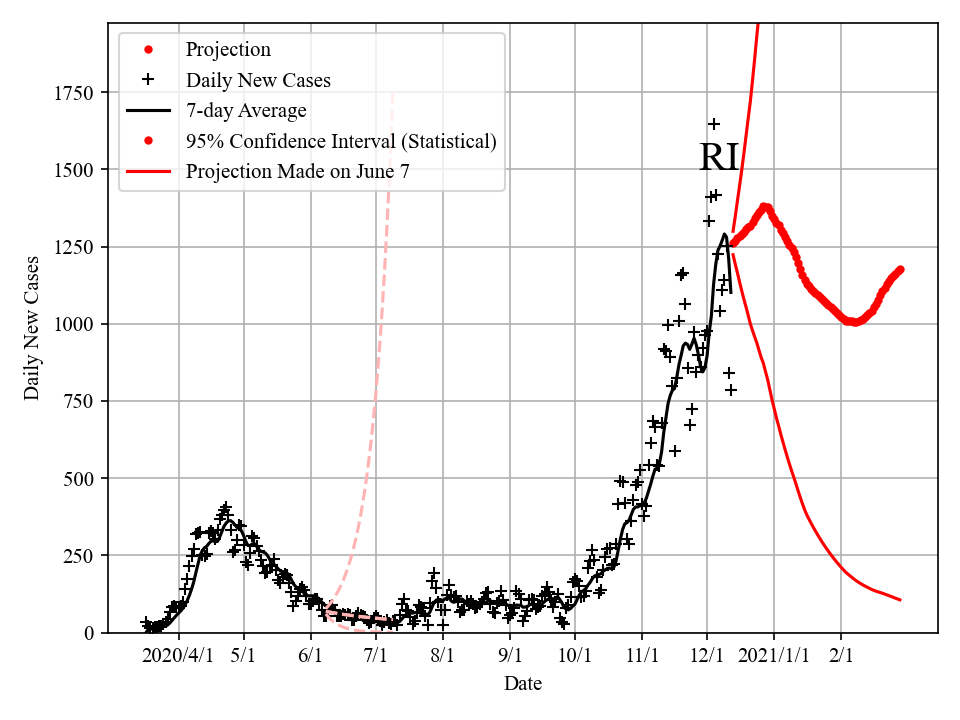 Projection
Daily New Cases
7-day Average
95% Confidence Interval (Statistical)
Projection Made on June 7
RI
Daily New Cases
1750
1500
1250
1000
750
500
250
0
2020/4/1 5/1 6/1 7/1 8/1 9/1 10/1 11/1 12/1 2021/1/1 2/1
Date